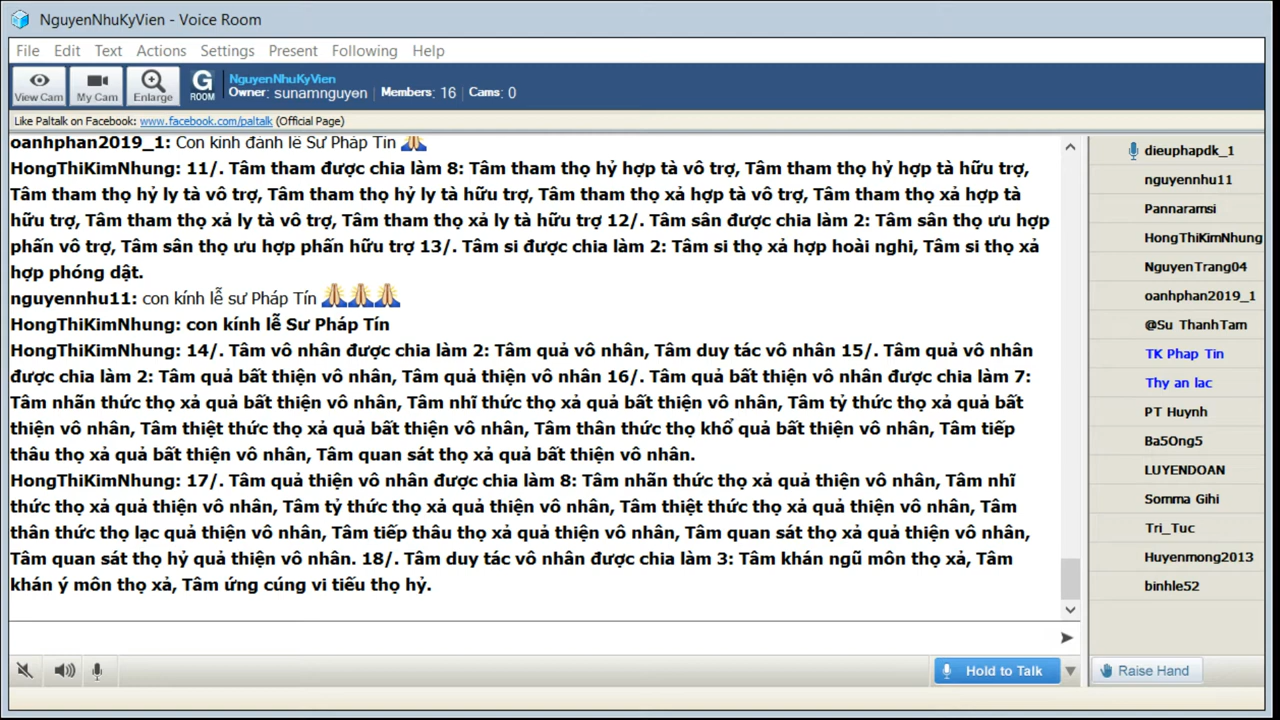 NguyenNhuKyVien - Voice Room
File Edit Text Actions Settings Present Following Help
View Cam My Cam Enlarge G ROOM
NguyenNhuKyVien
Owner: sunamnguyen | Members: 16 | Cams: 0
Like Paltalk on Facebook: www.facebook.com/paltalk (Official Page)
oanhphan2019_1: Con kính đảnh lễ Sư Pháp Tín 🙏
HongThiKimNhung: 11/. Tâm tham được chia làm 8: Tâm tham thọ hỷ hợp tà vô trợ, Tâm tham thọ hỷ hợp tà hữu trợ,
Tâm tham thọ hỷ ly tà vô trợ, Tâm tham thọ hỷ ly tà hữu trợ, Tâm tham thọ xả hợp tà vô trợ, Tâm tham thọ xả hợp tà
hữu trợ, Tâm tham thọ xả ly tà vô trợ, Tâm tham thọ xả ly tà hữu trợ 12/. Tâm sân được chia làm 2: Tâm sân thọ ưu hợp
phấn vô trợ, Tâm sân thọ ưu hợp phấn hữu trợ 13/. Tâm si được chia làm 2: Tâm si thọ xả hợp hoài nghi, Tâm si thọ xả
hợp phóng dật.
nguyennhu11: con kính lễ sư Pháp Tín 🙏🙏🙏
HongThiKimNhung: con kính lễ Sư Pháp Tín
HongThiKimNhung: 14/. Tâm vô nhân được chia làm 2: Tâm quả vô nhân, Tâm duy tác vô nhân 15/. Tâm quả vô nhân
được chia làm 2: Tâm quả bất thiện vô nhân, Tâm quả thiện vô nhân 16/. Tâm quả bất thiện vô nhân được chia làm 7:
Tâm nhãn thức thọ xả quả bất thiện vô nhân, Tâm nhĩ thức thọ xả quả bất thiện vô nhân, Tâm tỷ thức thọ xả quả bất
thiện vô nhân, Tâm thiệt thức thọ xả quả bất thiện vô nhân, Tâm thân thức thọ khổ quả bất thiện vô nhân, Tâm tiếp
thâu thọ xả quả bất thiện vô nhân, Tâm quan sát thọ xả quả bất thiện vô nhân.
HongThiKimNhung: 17/. Tâm quả thiện vô nhân được chia làm 8: Tâm nhãn thức thọ xả quả thiện vô nhân, Tâm nhĩ
thức thọ xả quả thiện vô nhân, Tâm tỷ thức thọ xả quả thiện vô nhân, Tâm thiệt thức thọ xả quả thiện vô nhân, Tâm
thân thức thọ lạc quả thiện vô nhân, Tâm tiếp thâu thọ xả quả thiện vô nhân, Tâm quan sát thọ xả quả thiện vô nhân,
Tâm quan sát thọ hỷ quả thiện vô nhân. 18/. Tâm duy tác vô nhân được chia làm 3: Tâm khán ngũ môn thọ xả, Tâm
khán ý môn thọ xả, Tâm ứng cúng vi tiếu thọ hỷ.
dieuphapdk_1
nguyennhu11
Pannaramsi
HongThiKimNhung
NguyenTrang04
oanhphan2019_1
@Su ThanhTam
TK Phap Tin
Thy an lac
PT Huynh
Ba5Ong5
LUYENDOAN
Somma Gihi
Tri_Tuc
Huyenmong2013
binhle52
Hold to Talk
Raise Hand